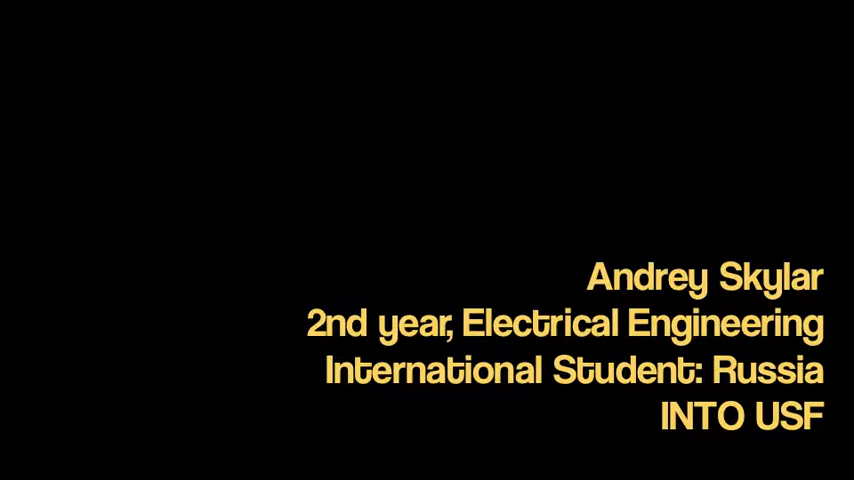 Andrey Skylar
2nd year, Electrical Engineering
International Student: Russia
INTO USF